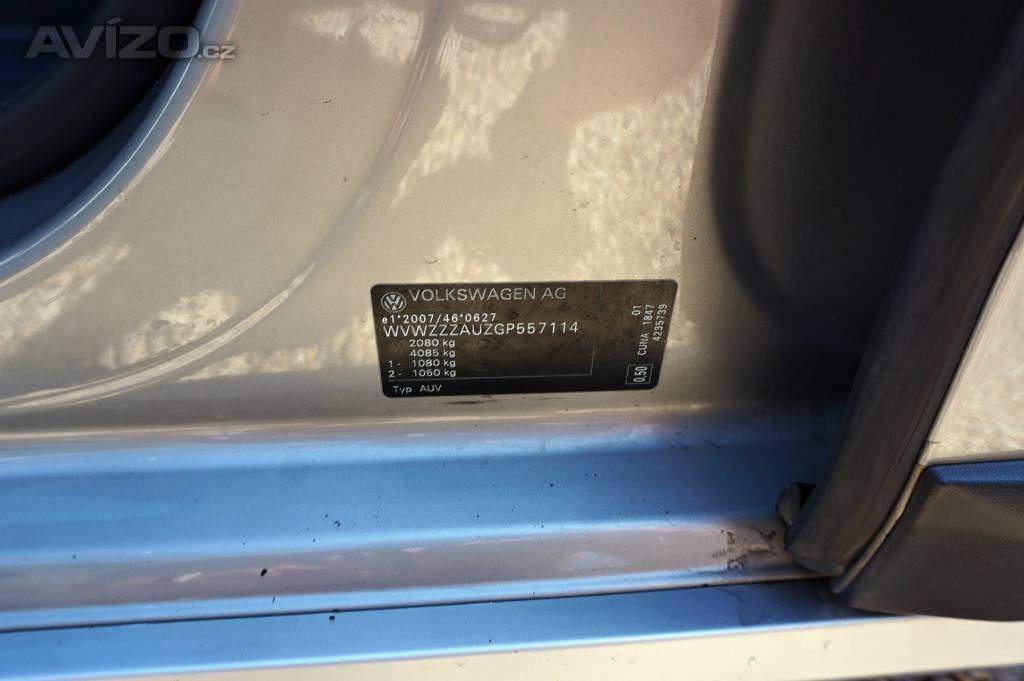 AVÍZO.cz
VOLKSWAGEN AG
e1*2007/46*0627
WVWZZZAUZGP557114
2080 kg
4085 kg
1 - 1080 kg
2 - 1050 kg
Typ AUV
0,50
CUNA 1847 01
4235739